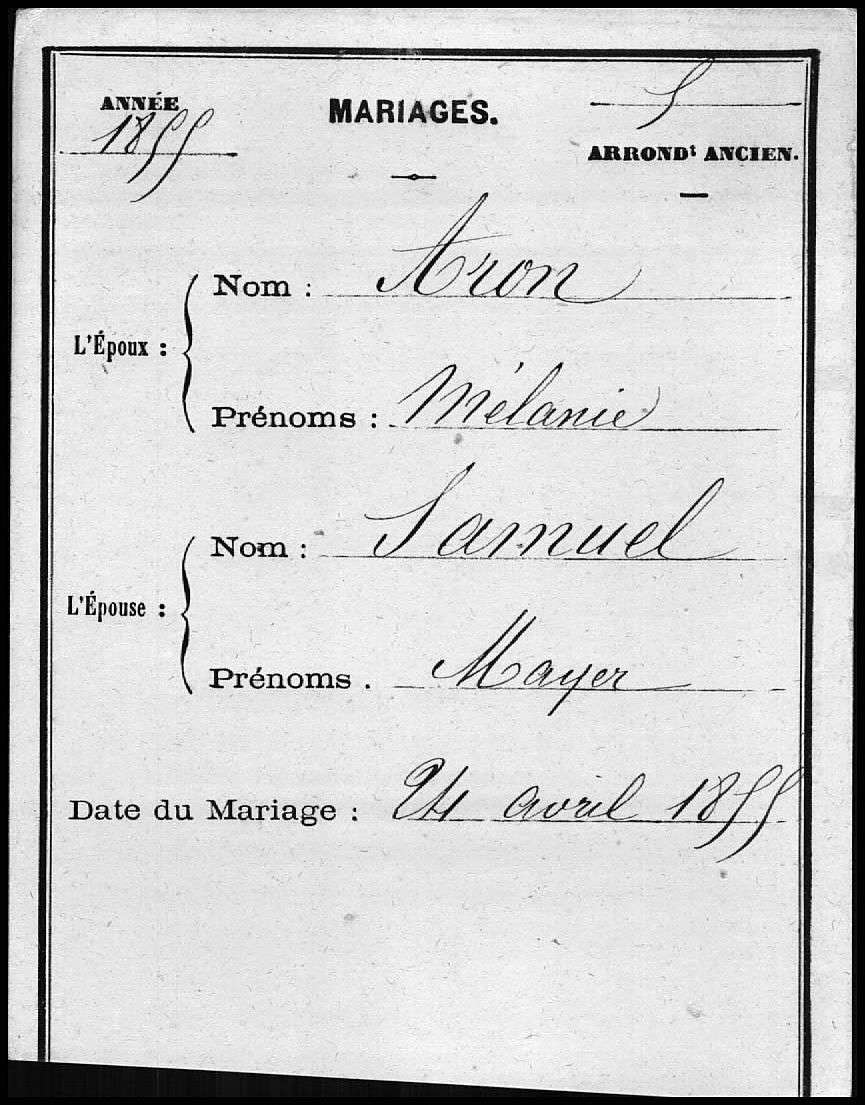 ANNÉE
1855
MARIAGES.
5
ARRONDt ANCIEN.
L'Époux :
Nom : Aron
Prénoms : Mélanie
L'Épouse :
Nom : Samuel
Prénoms . Mayer
Date du Mariage : 24 avril 1855